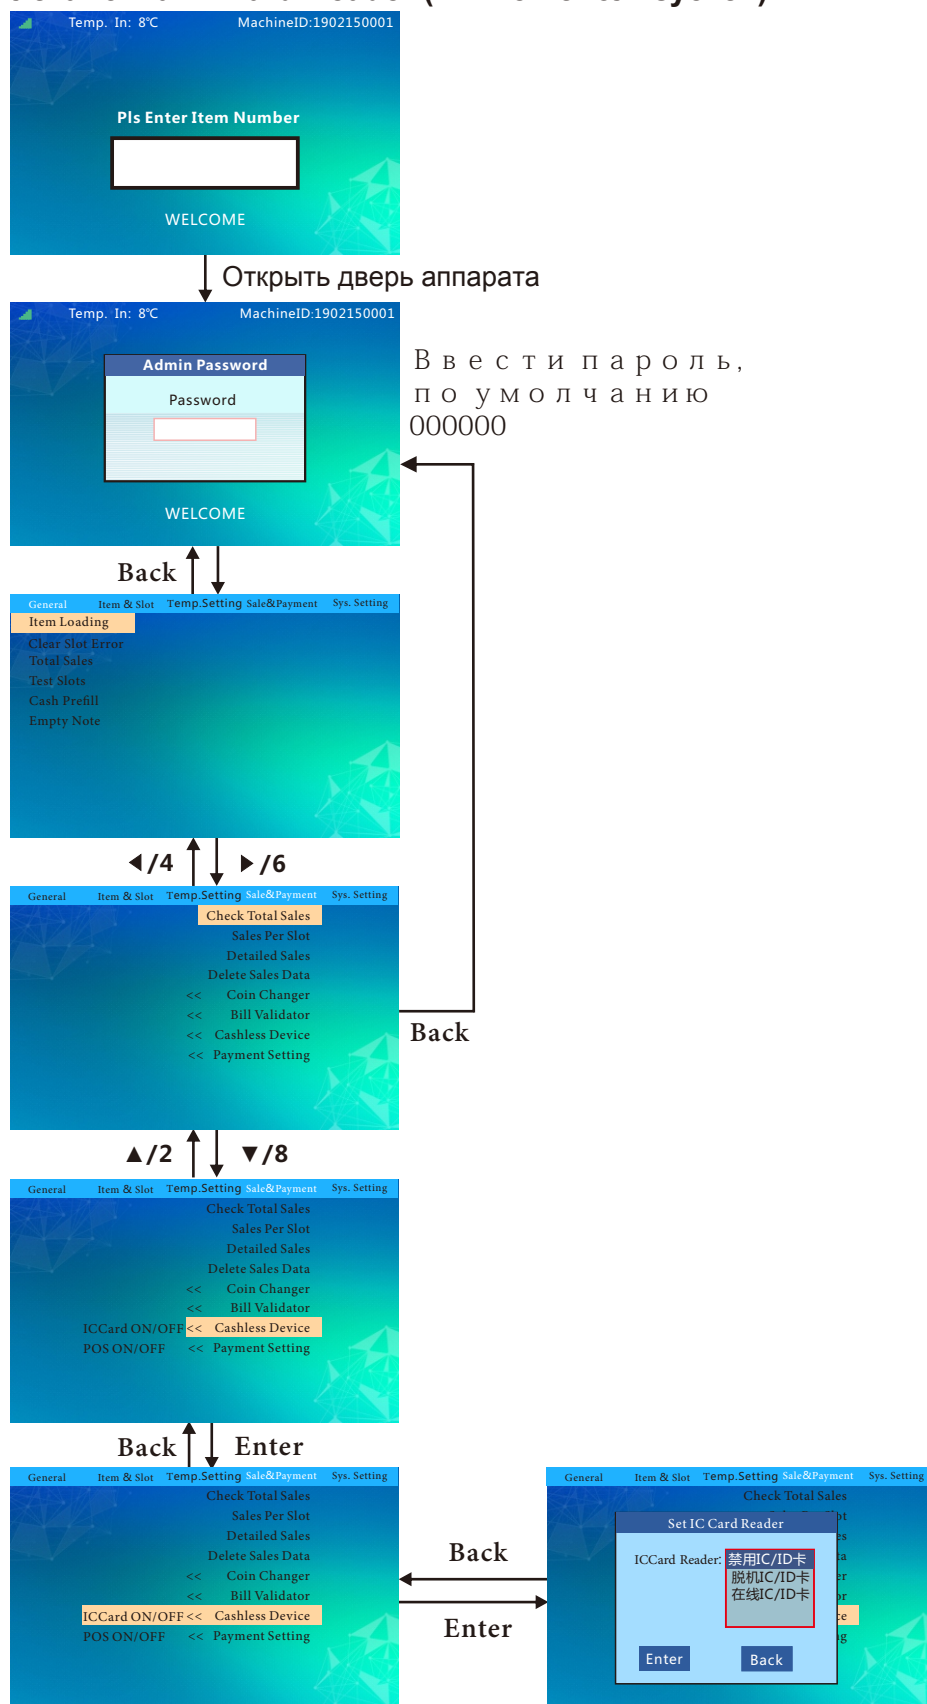 Temp. In: 8℃ MachineID:1902150001
Pls Enter Item Number
WELCOME
Открыть дверь аппарата
Temp. In: 8℃ MachineID:1902150001
Admin Password
Password
WELCOME
Ввести пароль,
по умолчанию
000000
Back
General Item & Slot Temp.Setting Sale&Payment Sys. Setting
Item Loading
Clear Slot Error
Total Sales
Test Slots
Cash Prefill
Empty Note
◀/4 ▶/6
General Item & Slot Temp.Setting Sale&Payment Sys. Setting
Check Total Sales
Sales Per Slot
Detailed Sales
Delete Sales Data
<< Coin Changer
<< Bill Validator
<< Cashless Device
<< Payment Setting
Back
▲/2 ▼/8
General Item & Slot Temp.Setting Sale&Payment Sys. Setting
Check Total Sales
Sales Per Slot
Detailed Sales
Delete Sales Data
<< Coin Changer
<< Bill Validator
ICCard ON/OFF << Cashless Device
POS ON/OFF << Payment Setting
Back Enter
General Item & Slot Temp.Setting Sale&Payment Sys. Setting
Check Total Sales
Sales Per Slot
Detailed Sales
Delete Sales Data
<< Coin Changer
<< Bill Validator
ICCard ON/OFF << Cashless Device
POS ON/OFF << Payment Setting
Back
Enter
General Item & Slot Temp.Setting Sale&Payment Sys. Setting
Check Total Sales
Set IC Card Reader
ICCard Reader: 禁用IC/ID卡
脱机IC/ID卡
在线IC/ID卡
Enter Back